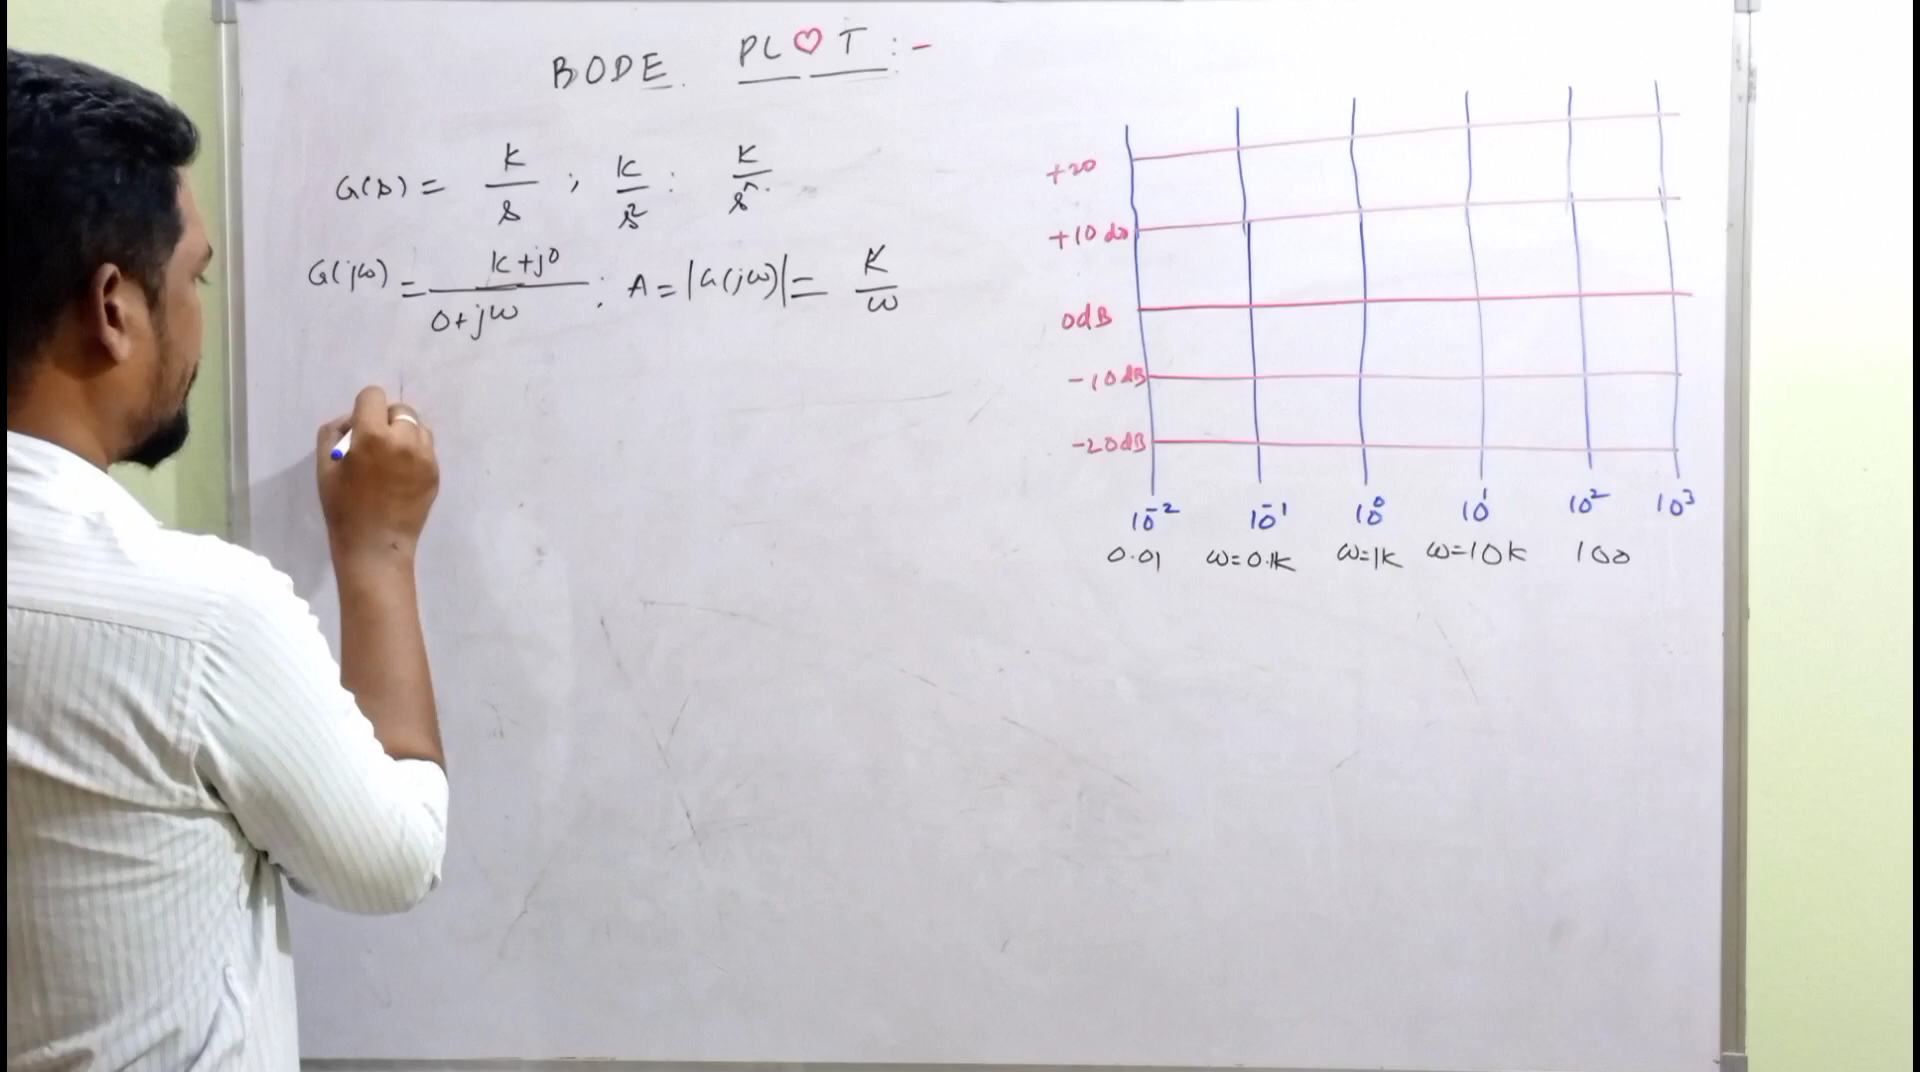 BODE PL♡T :-
G(s) = K/s ; K/s² : K/sⁿ.
G(jω) = K+j0 / 0+jω ; A = |G(jω)| = K/ω
+20
+10 dB
0dB
-10dB
-20dB
10⁻² 10⁻¹ 10⁰ 10¹ 10² 10³
0.01 ω=0.1K ω=1K ω=10K 100